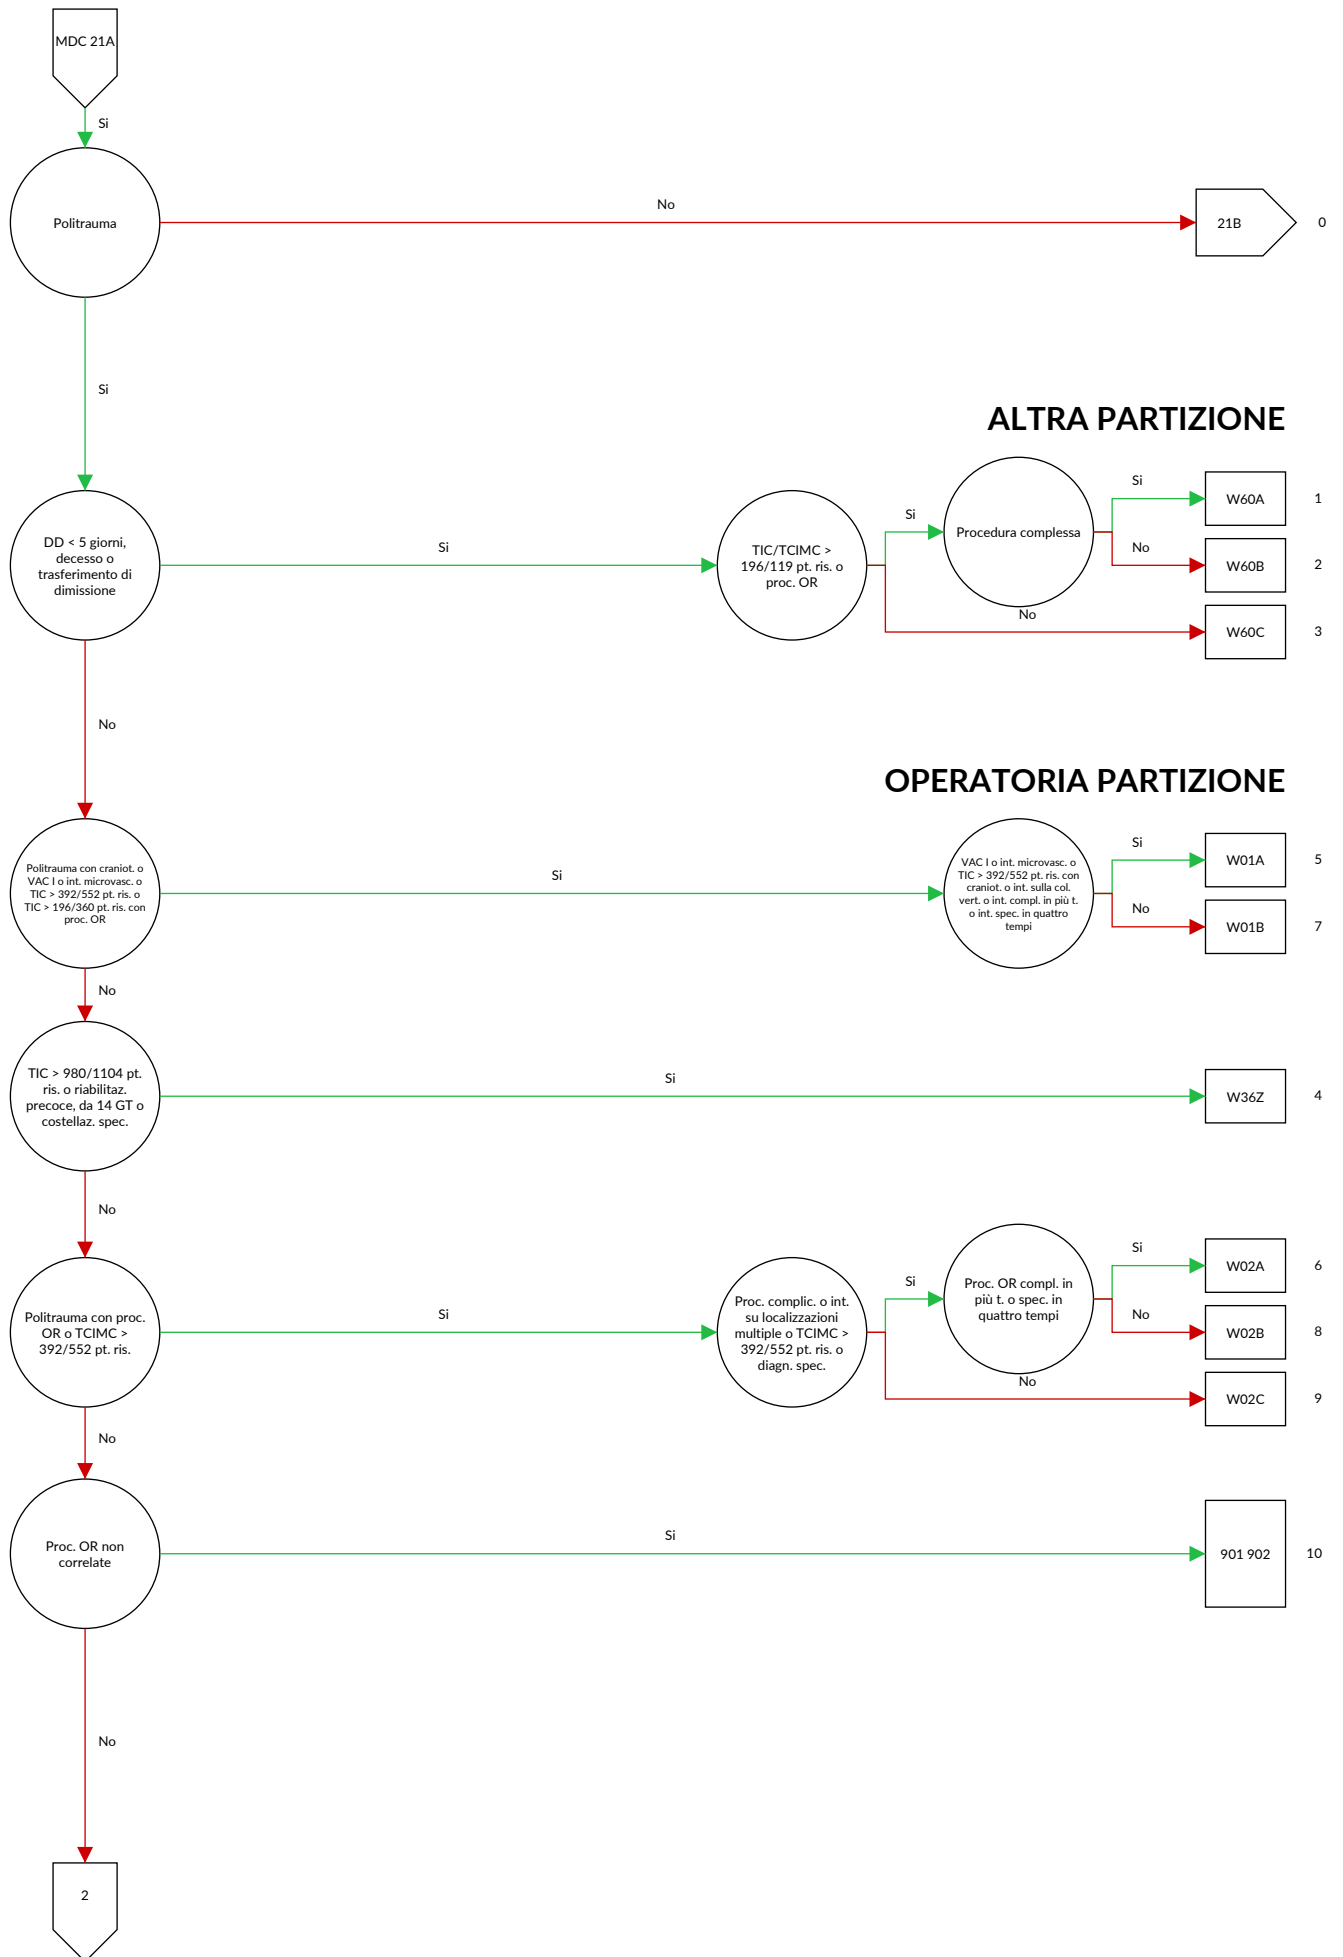 MDC 21A
Si
Politrauma
No
21B
0
Si
ALTRA PARTIZIONE
DD < 5 giorni,
decesso o
trasferimento di
dimissione
Si
TIC/TCIMC >
196/119 pt. ris. o
proc. OR
Si
Procedura complessa
Si
W60A
1
No
W60B
2
No
W60C
3
No
OPERATORIA PARTIZIONE
Politrauma con craniot. o
VAC I o int. microvasc. o
TIC > 392/552 pt. ris. o
TIC > 196/360 pt. ris. con
proc. OR
Si
VAC I o int. microvasc. o
TIC > 392/552 pt. ris. con
craniot. o int. sulla col.
vert. o int. compl. in più t.
o int. spec. in quattro
tempi
Si
W01A
5
No
W01B
7
No
TIC > 980/1104 pt.
ris. o riabilitaz.
precoce, da 14 GT o
costellaz. spec.
Si
W36Z
4
No
Politrauma con proc.
OR o TCIMC >
392/552 pt. ris.
Si
Proc. complic. o int.
su localizzazioni
multiple o TCIMC >
392/552 pt. ris. o
diagn. spec.
Si
Proc. OR compl. in
più t. o spec. in
quattro tempi
Si
W02A
6
No
W02B
8
No
W02C
9
No
Proc. OR non
correlate
Si
901 902
10
No
2